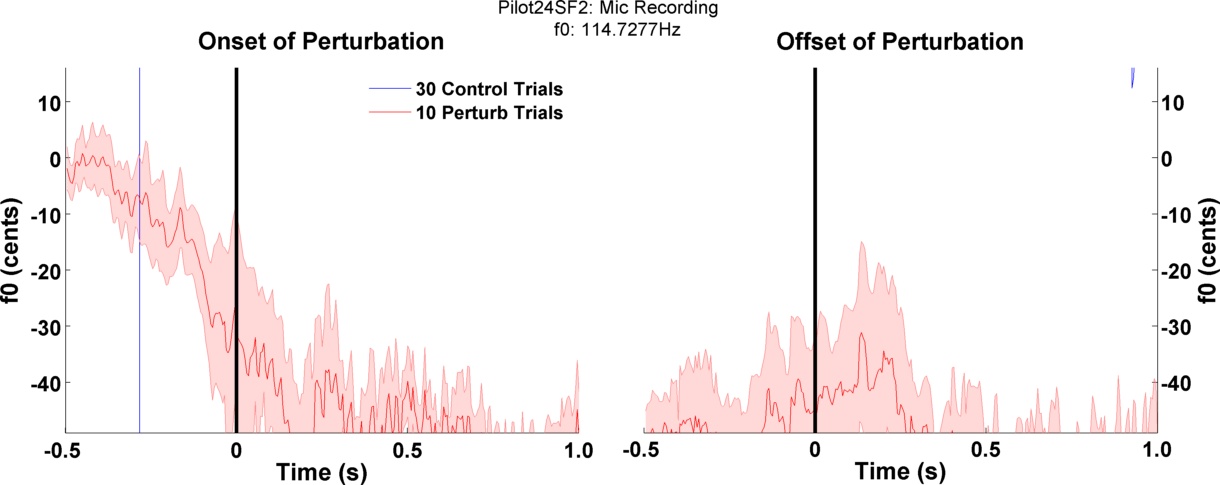 Pilot24SF2: Mic Recording
f0: 114.7277Hz
Onset of Perturbation
Offset of Perturbation
30 Control Trials
10 Perturb Trials
f0 (cents)
10
0
-10
-20
-30
-40
-0.5
0
0.5
1.0
Time (s)
-0.5
0
0.5
1.0
Time (s)
10
0
-10
-20
-30
-40
f0 (cents)